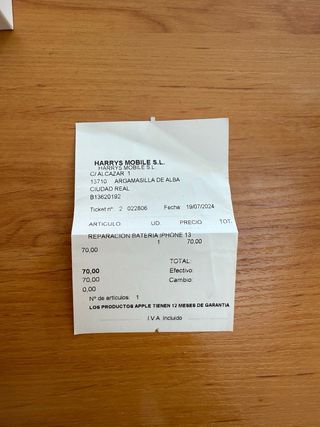 HARRYS MOBILE S.L.
HARRYS MOBILE S.L.
C/ ALCAZAR 1
13710 ARGAMASILLA DE ALBA
CIUDAD REAL
B13620192
Ticket nº. 2 022806 Fecha 19/07/2024
ARTICULO UD. PRECIO TOT.
REPARACION BATERIA IPHONE 13
1 70,00
70,00
TOTAL:
70,00 Efectivo:
70,00 Cambio:
0,00
Nº de articulos: 1
LOS PRODUCTOS APPLE TIENEN 12 MESES DE GARANTIA
I.V.A. incluido